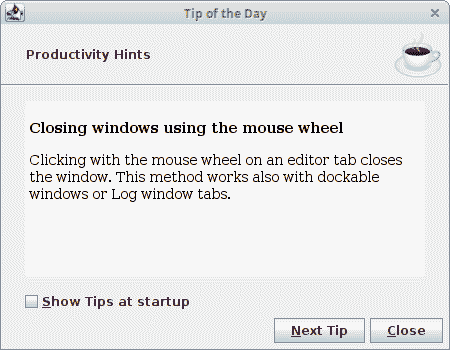 Tip of the Day
Productivity Hints
Closing windows using the mouse wheel
Clicking with the mouse wheel on an editor tab closes
the window. This method works also with dockable
windows or Log window tabs.
Show Tips at startup
Next Tip
Close